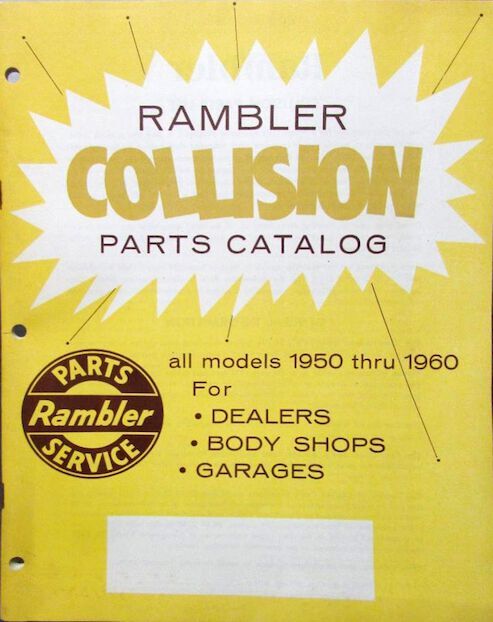 RAMBLER
COLLISION
PARTS CATALOG
all models 1950 thru 1960
For
• DEALERS
• BODY SHOPS
• GARAGES
PARTS
Rambler
SERVICE